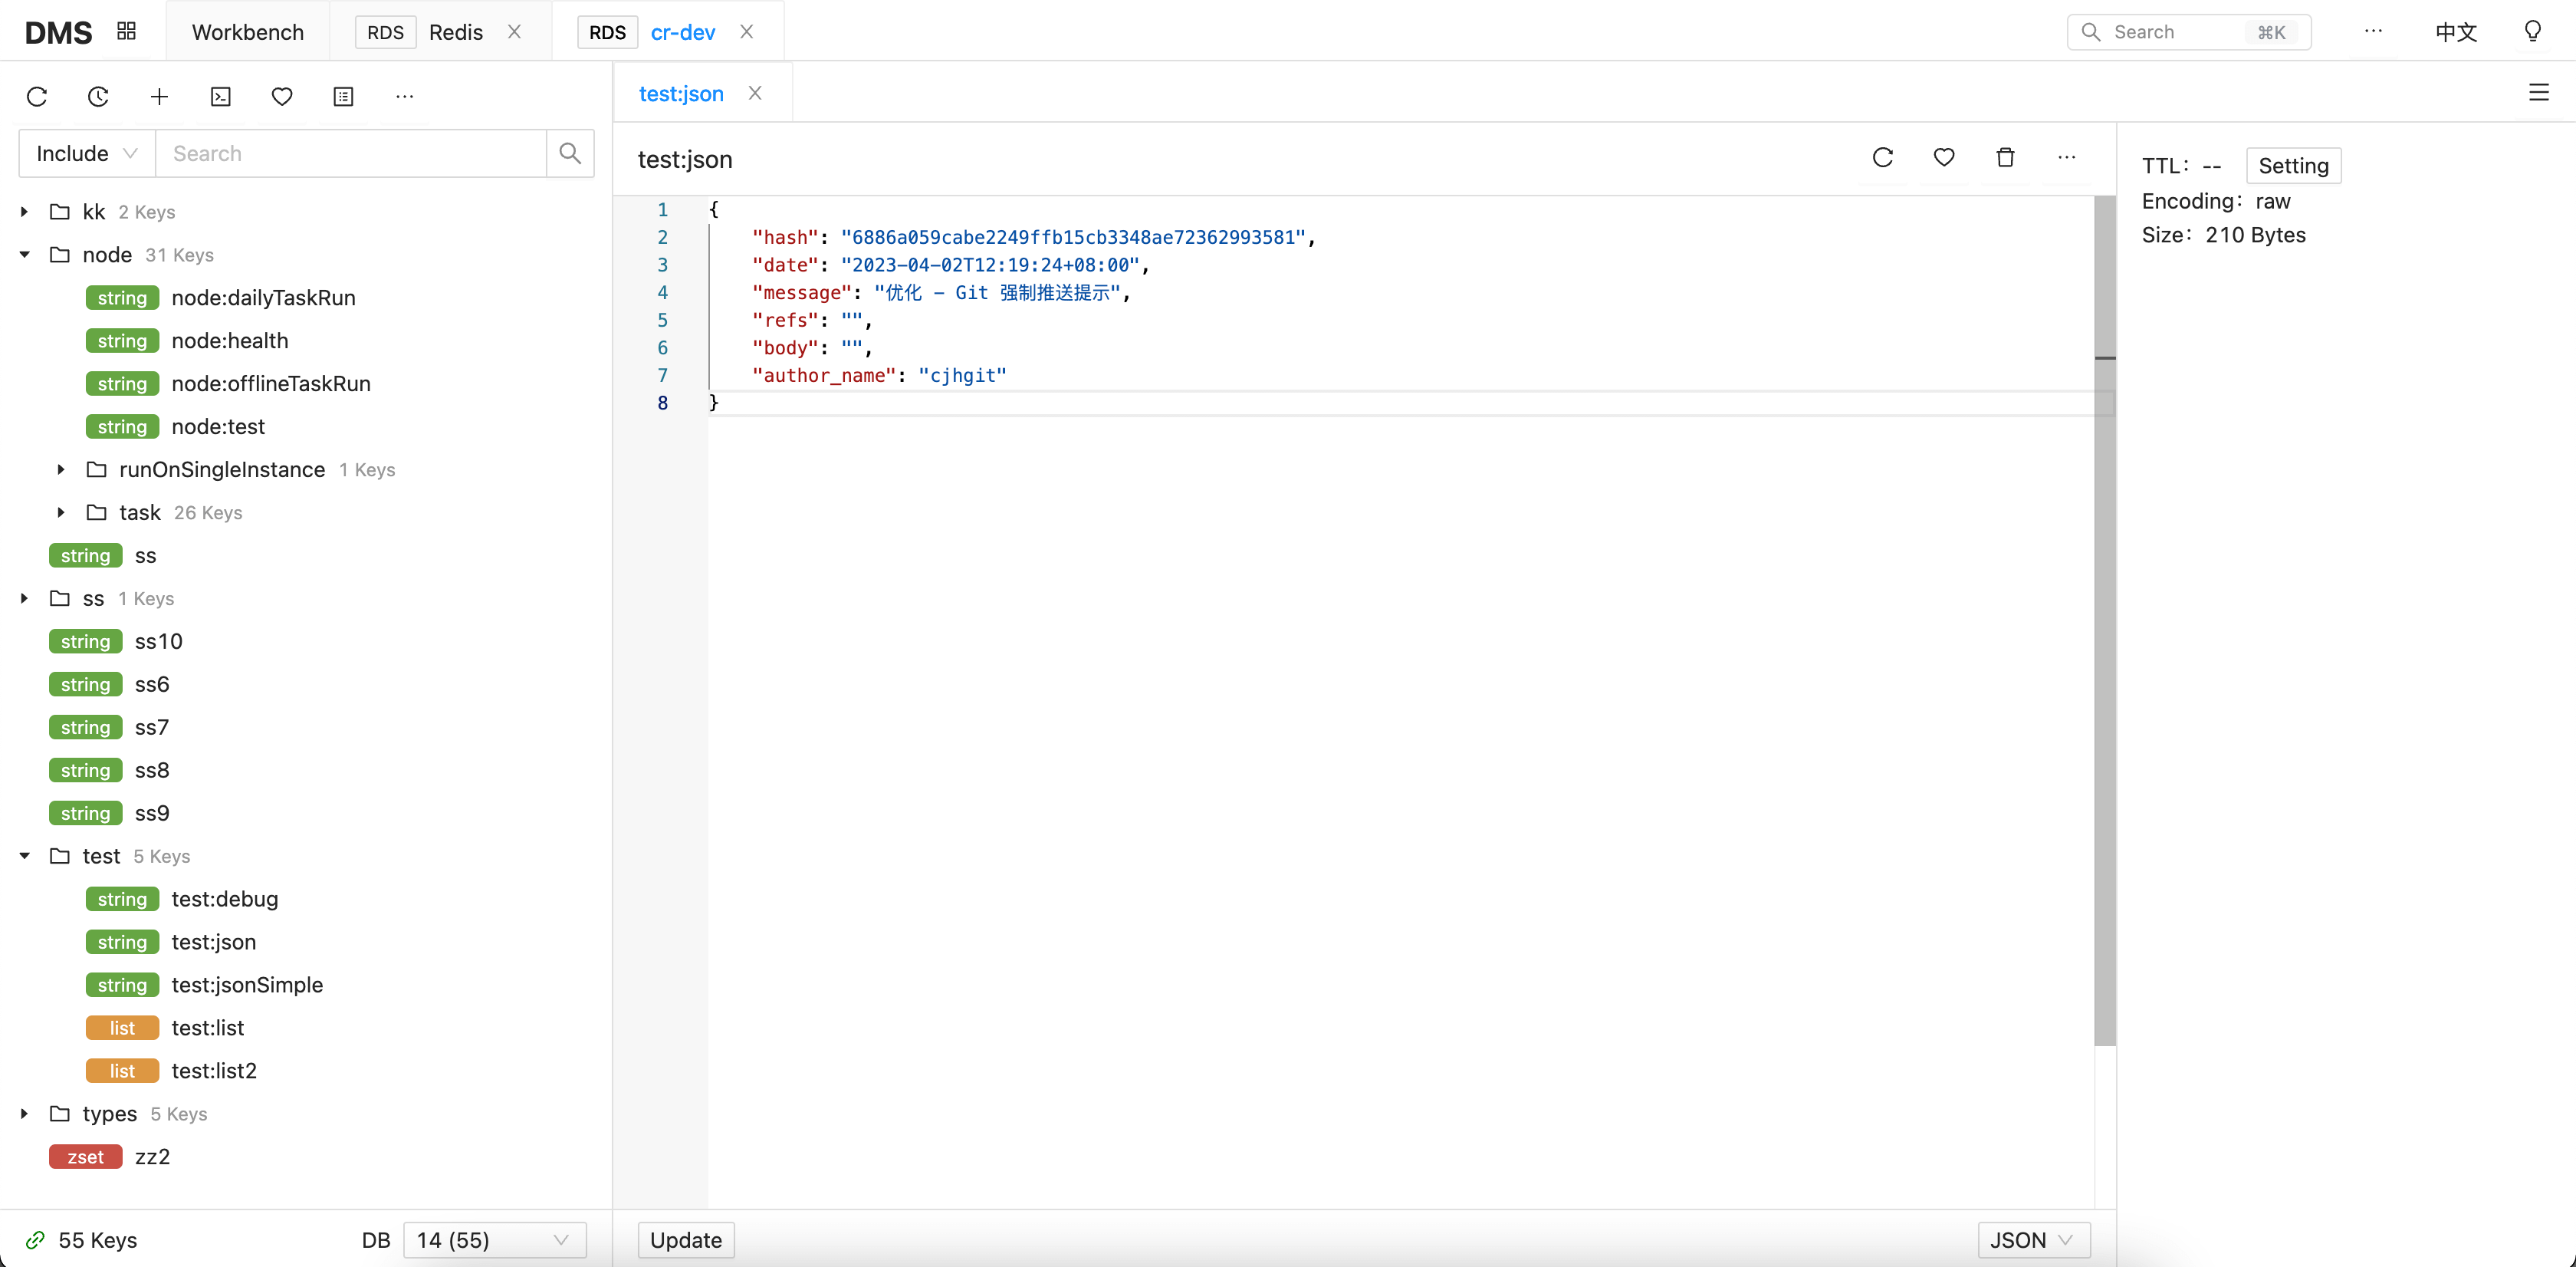 DMS Workbench RDS Redis RDS cr-dev Search ⌘K ··· 中文
test:json
Include Search
test:json
TTL: -- Setting
Encoding: raw
Size: 210 Bytes
kk 2 Keys
node 31 Keys
string node:dailyTaskRun
string node:health
string node:offlineTaskRun
string node:test
runOnSingleInstance 1 Keys
task 26 Keys
string ss
ss 1 Keys
string ss10
string ss6
string ss7
string ss8
string ss9
test 5 Keys
string test:debug
string test:json
string test:jsonSimple
list test:list
list test:list2
types 5 Keys
zset zz2
55 Keys DB 14 (55)
1 {
2 "hash": "6886a059cabe2249ffb15cb3348ae72362993581",
3 "date": "2023-04-02T12:19:24+08:00",
4 "message": "优化 - Git 强制推送提示",
5 "refs": "",
6 "body": "",
7 "author_name": "cjhgit"
8 }
Update JSON